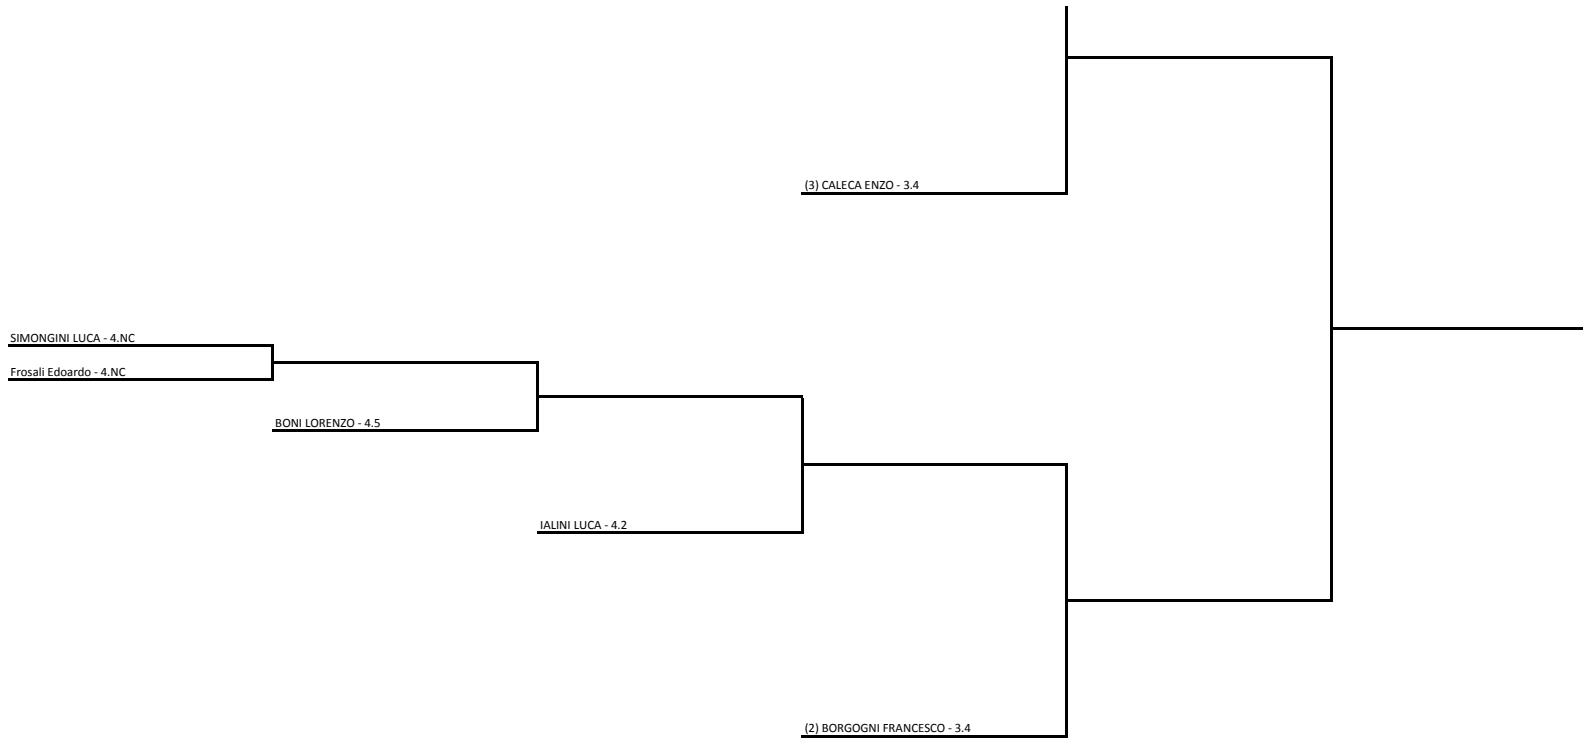 (3) CALECA ENZO - 3.4
SIMONGINI LUCA - 4.NC
Frosali Edoardo - 4.NC
BONI LORENZO - 4.5
IALINI LUCA - 4.2
(2) BORGOGNI FRANCESCO - 3.4